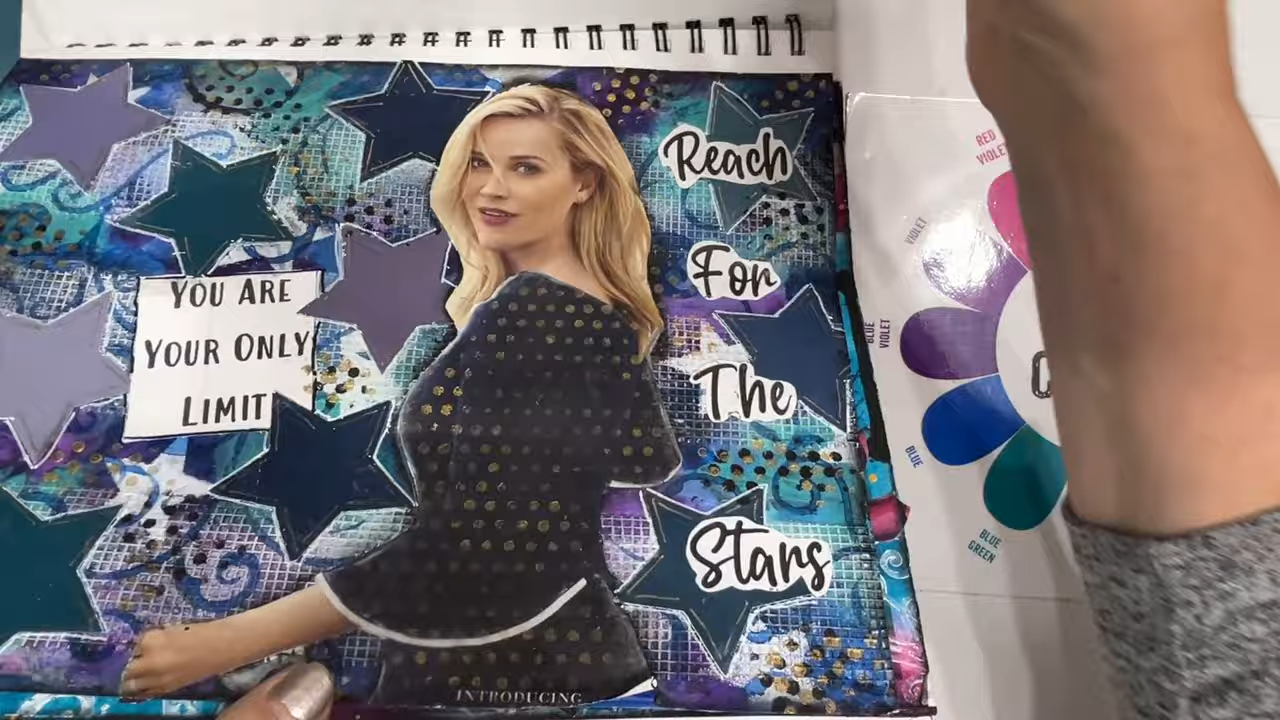 YOU ARE
YOUR ONLY
LIMIT
Reach
For
The
Stars
INTRODUCING
RED
VIOLET
VIOLET
BLUE
VIOLET
BLUE
BLUE
GREEN